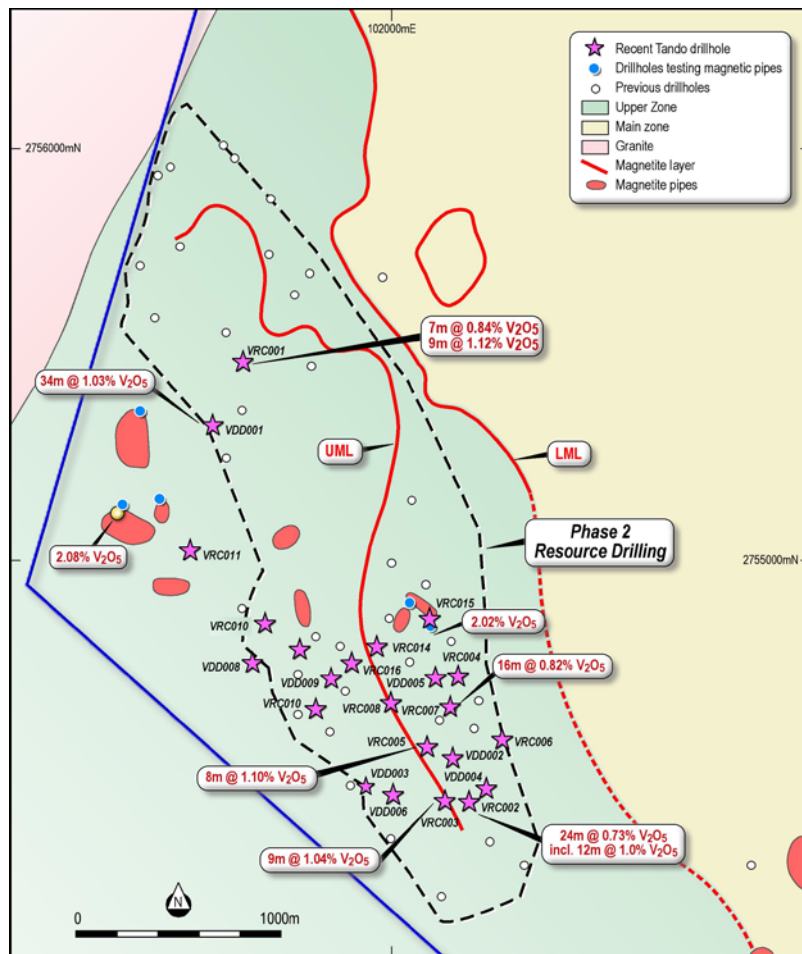 102000mE
Recent Tando drillhole
Drillholes testing magnetic pipes
Previous drillholes
Upper Zone
Main zone
Granite
Magnetite layer
Magnetite pipes
2756000mN
7m @ 0.84% V2O5
9m @ 1.12% V2O5
VRC001
34m @ 1.03% V2O5
VDD001
UML
LML
Phase 2
Resource Drilling
2.08% V2O5
VRC011
2755000mN
VRC015
VRC010
2.02% V2O5
VRC014
VDD008
VRC016
VRC004
VDD009
VDD005
16m @ 0.82% V2O5
VRC010
VRC008
VRC007
VRC005
VRC006
VDD002
8m @ 1.10% V2O5
VDD003
VDD004
VDD006
VRC003
VRC002
24m @ 0.73% V2O5
incl. 12m @ 1.0% V2O5
9m @ 1.04% V2O5
N
0
1000m